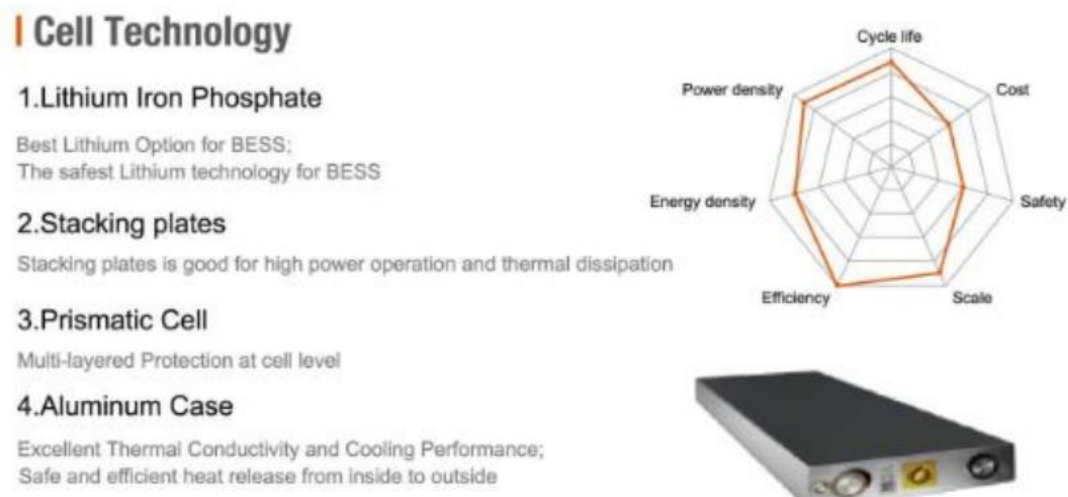 Cell Technology
1.Lithium Iron Phosphate
Best Lithium Option for BESS;
The safest Lithium technology for BESS
2.Stacking plates
Stacking plates is good for high power operation and thermal dissipation
3.Prismatic Cell
Multi-layered Protection at cell level
4.Aluminum Case
Excellent Thermal Conductivity and Cooling Performance;
Safe and efficient heat release from inside to outside
Cycle life
Power density
Cost
Energy density
Safety
Efficiency
Scale